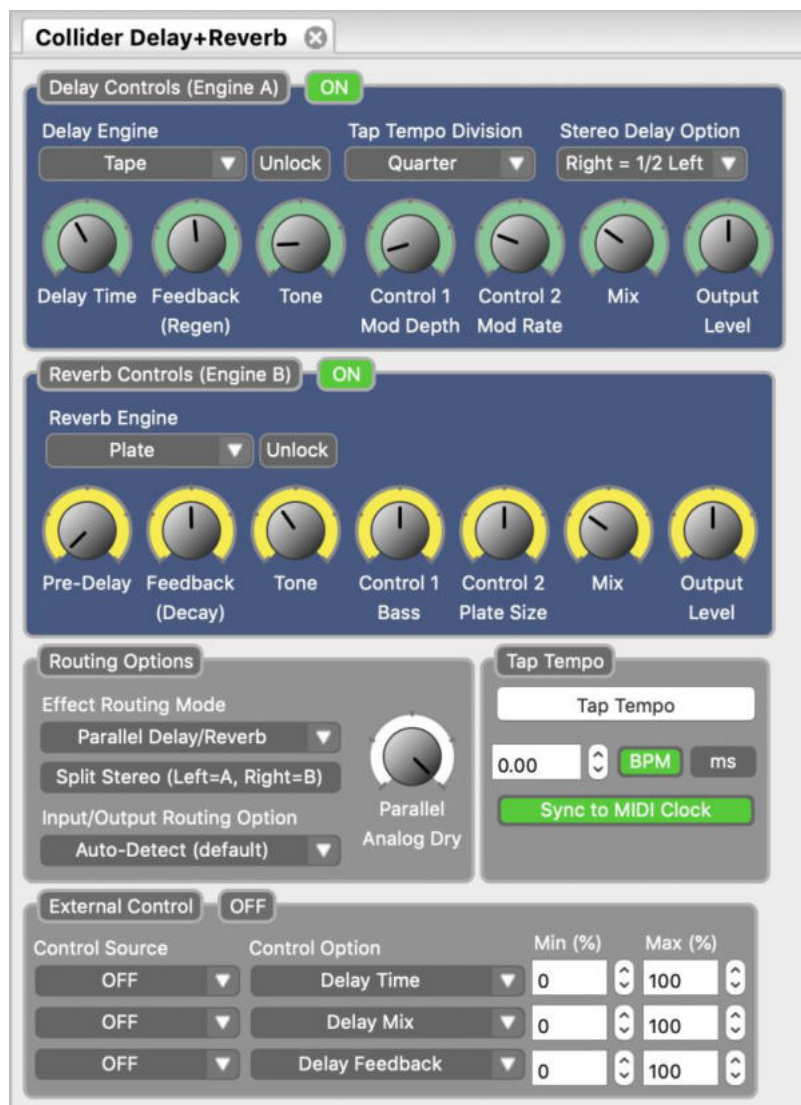 Collider Delay+Reverb
Delay Controls (Engine A) ON
Delay Engine Tap Tempo Division Stereo Delay Option
Tape Unlock Quarter Right = 1/2 Left
Delay Time Feedback Tone Control 1 Control 2 Mix Output
(Regen) Mod Depth Mod Rate Level
Reverb Controls (Engine B) ON
Reverb Engine
Plate Unlock
Pre-Delay Feedback Tone Control 1 Control 2 Mix Output
(Decay) Bass Plate Size Level
Routing Options
Effect Routing Mode
Parallel Delay/Reverb
Split Stereo (Left=A, Right=B)
Input/Output Routing Option
Auto-Detect (default)
Parallel
Analog Dry
Tap Tempo
Tap Tempo
0.00 BPM ms
Sync to MIDI Clock
External Control OFF
Control Source Control Option Min (%) Max (%)
OFF Delay Time 0 100
OFF Delay Mix 0 100
OFF Delay Feedback 0 100